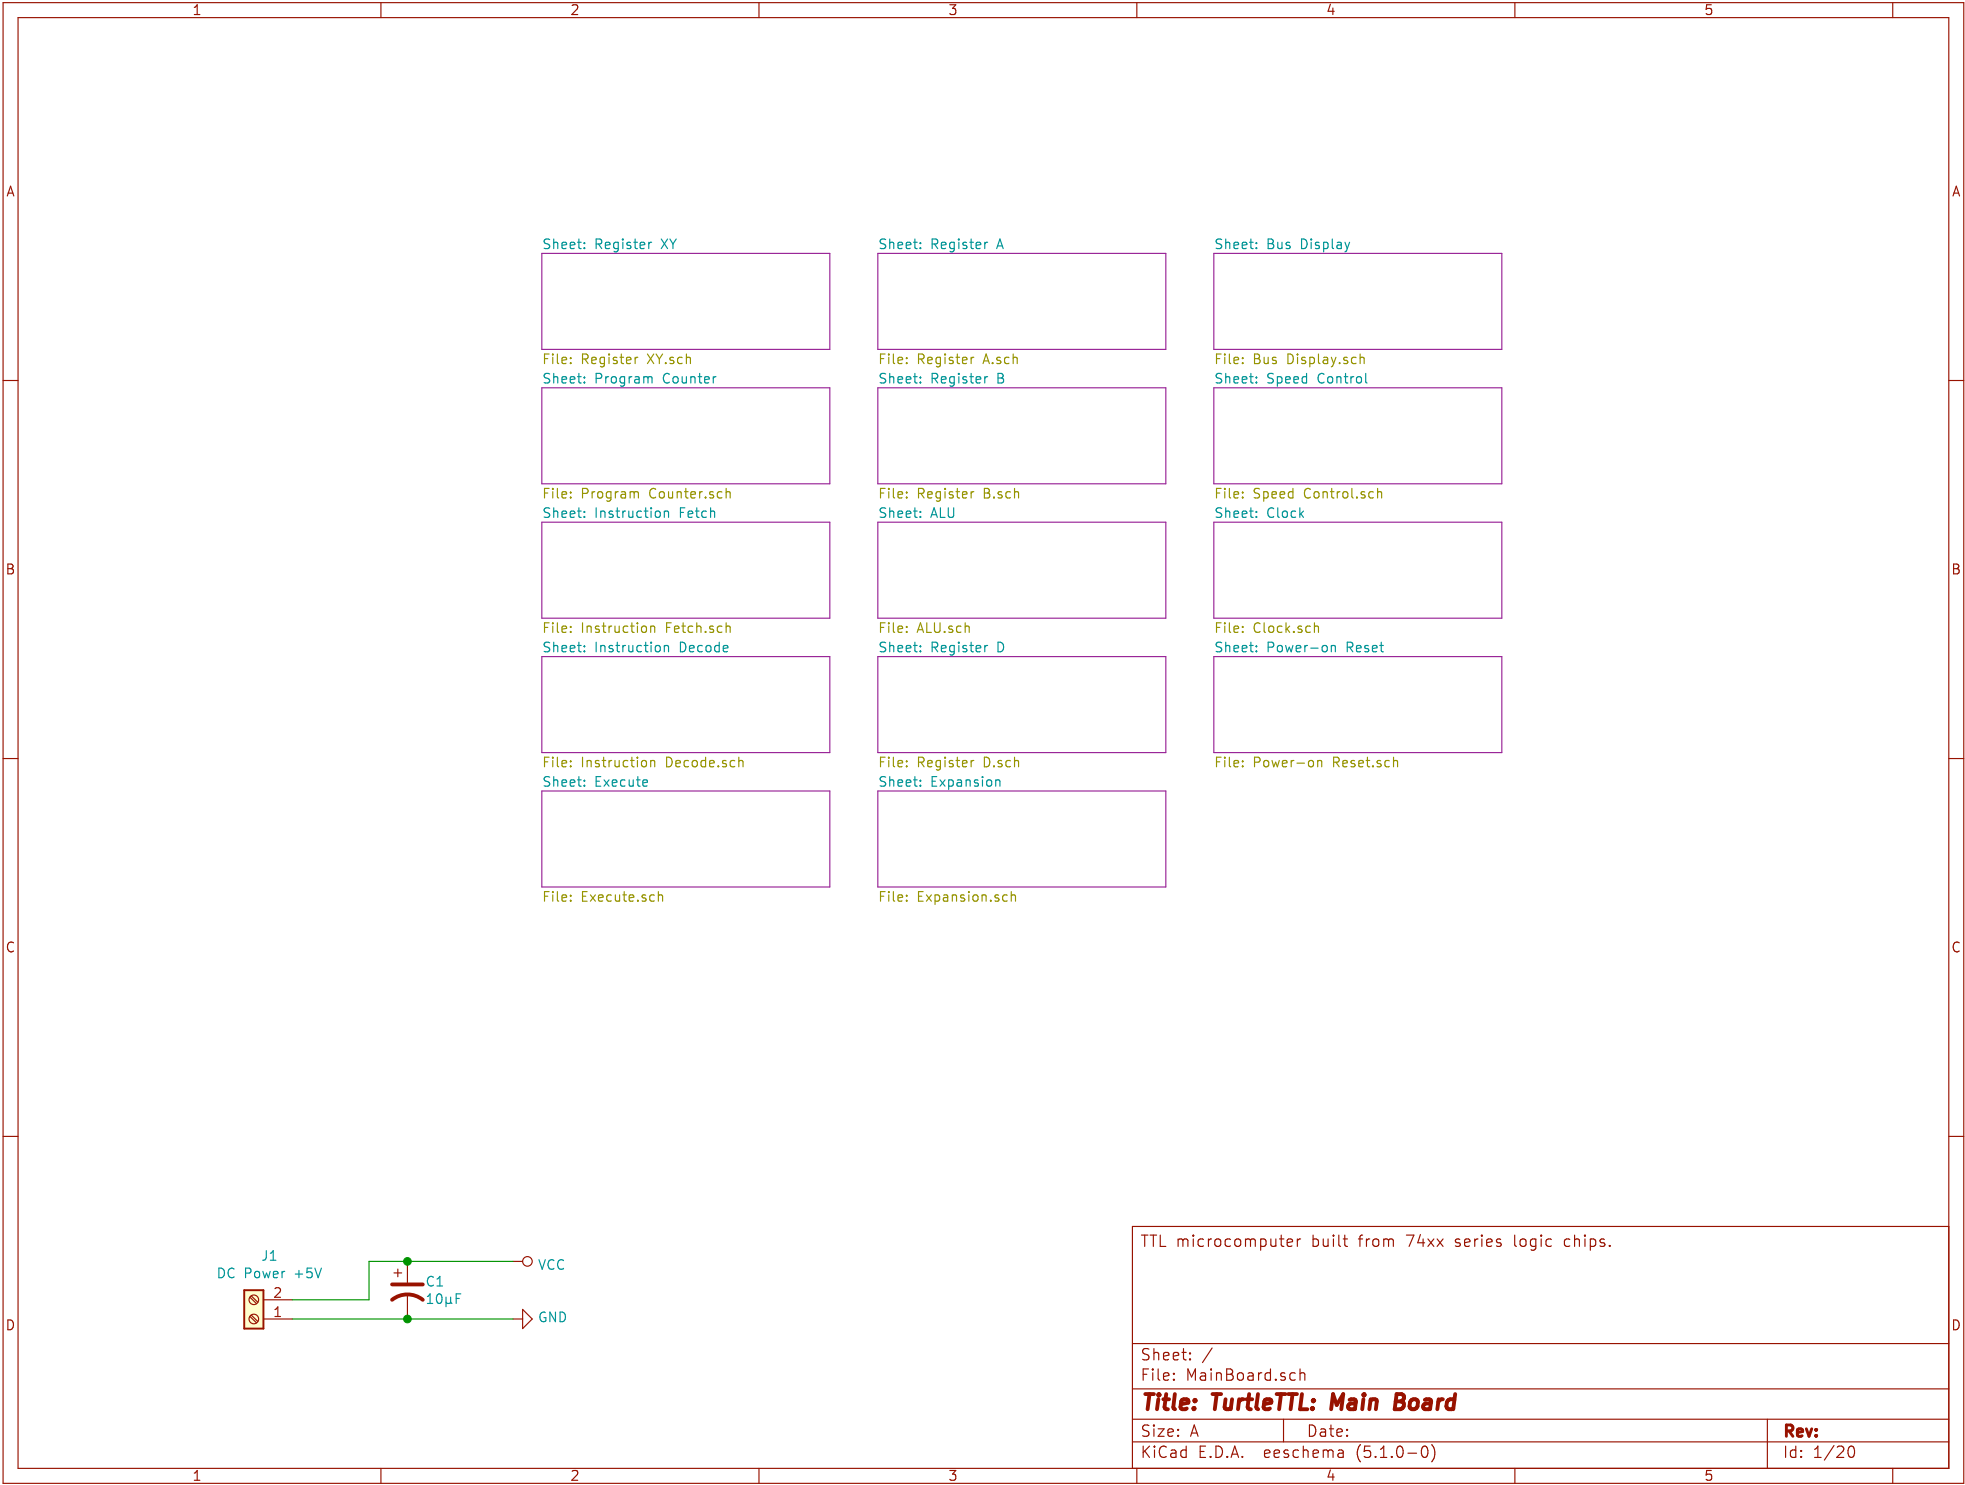 1 2 3 4 5
A A
Sheet: Register XY Sheet: Register A Sheet: Bus Display
File: Register XY.sch File: Register A.sch File: Bus Display.sch
Sheet: Program Counter Sheet: Register B Sheet: Speed Control
File: Program Counter.sch File: Register B.sch File: Speed Control.sch
Sheet: Instruction Fetch Sheet: ALU Sheet: Clock
B B
File: Instruction Fetch.sch File: ALU.sch File: Clock.sch
Sheet: Instruction Decode Sheet: Register D Sheet: Power-on Reset
File: Instruction Decode.sch File: Register D.sch File: Power-on Reset.sch
Sheet: Execute Sheet: Expansion
File: Execute.sch File: Expansion.sch
C C
J1
DC Power +5V
2
1
+
C1
10µF
VCC
GND
D D
TTL microcomputer built from 74xx series logic chips.
Sheet: /
File: MainBoard.sch
Title: TurtleTTL: Main Board
Size: A Date: Rev:
KiCad E.D.A. eeschema (5.1.0-0) Id: 1/20
1 2 3 4 5